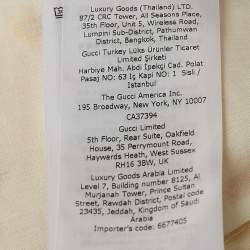 Luxury Goods (Thailand) LTD.
87/2 CRC Tower, All Seasons Place,
35th Floor, Unit 5, Wireless Road,
Lumpini Sub-District, Pathumwan
District, Bangkok, Thailand
Gucci Turkey Lüks Ürünler Ticaret
Limited Şirketi
Harbiye Mah. Abdi İpekçi Cad. Polat
Pasaj NO: 63 İç Kapı NO: 1 Şişli /
İstanbul
The Gucci America Inc.
195 Broadway, New York, NY, 10007
CA37394
Gucci Limited
5th Floor, Rear Suite, Oakfield
House, 35 Perrymount Road,
Haywards Heath, West Sussex
RH16 3BW, UK
Luxury Goods Arabia Limited
Level 7, Building number 8125, Al
Murjanah Tower, Prince Sultan
Street, Rawdah District, Postal code
23435, Jeddah, Kingdom of Saudi
Arabia
Importer's code: 6677405